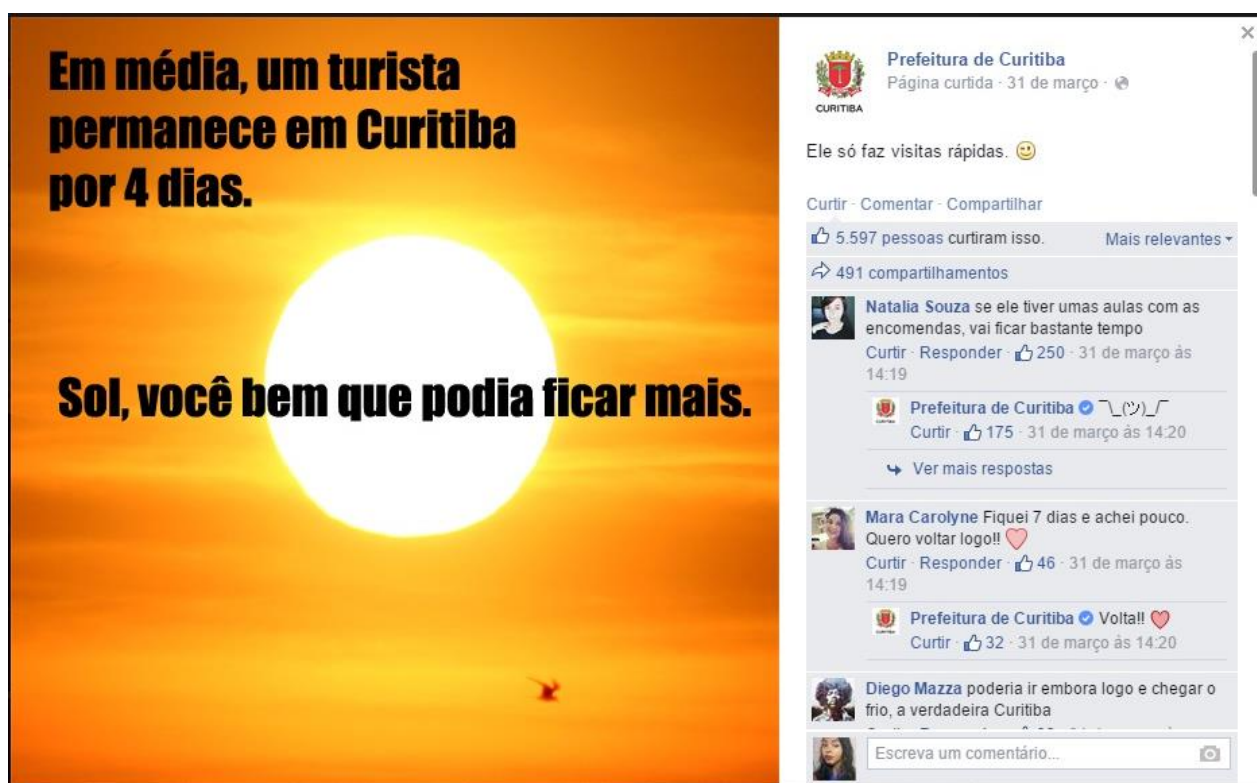 Em média, um turista
permanece em Curitiba
por 4 dias.
Sol, você bem que podia ficar mais.
CURITIBA
Prefeitura de Curitiba
Página curtida · 31 de março ·
Ele só faz visitas rápidas.
Curtir · Comentar · Compartilhar
5.597 pessoas curtiram isso. Mais relevantes
491 compartilhamentos
Natalia Souza se ele tiver umas aulas com as
encomendas, vai ficar bastante tempo
Curtir · Responder · 250 · 31 de março às
14:19
Prefeitura de Curitiba ¯\_(ツ)_/¯
Curtir · 175 · 31 de março às 14:20
Ver mais respostas
Mara Carolyne Fiquei 7 dias e achei pouco.
Quero voltar logo!!
Curtir · Responder · 46 · 31 de março às
14:19
Prefeitura de Curitiba Volta!!
Curtir · 32 · 31 de março às 14:20
Diego Mazza poderia ir embora logo e chegar o
frio, a verdadeira Curitiba
Escreva um comentário...